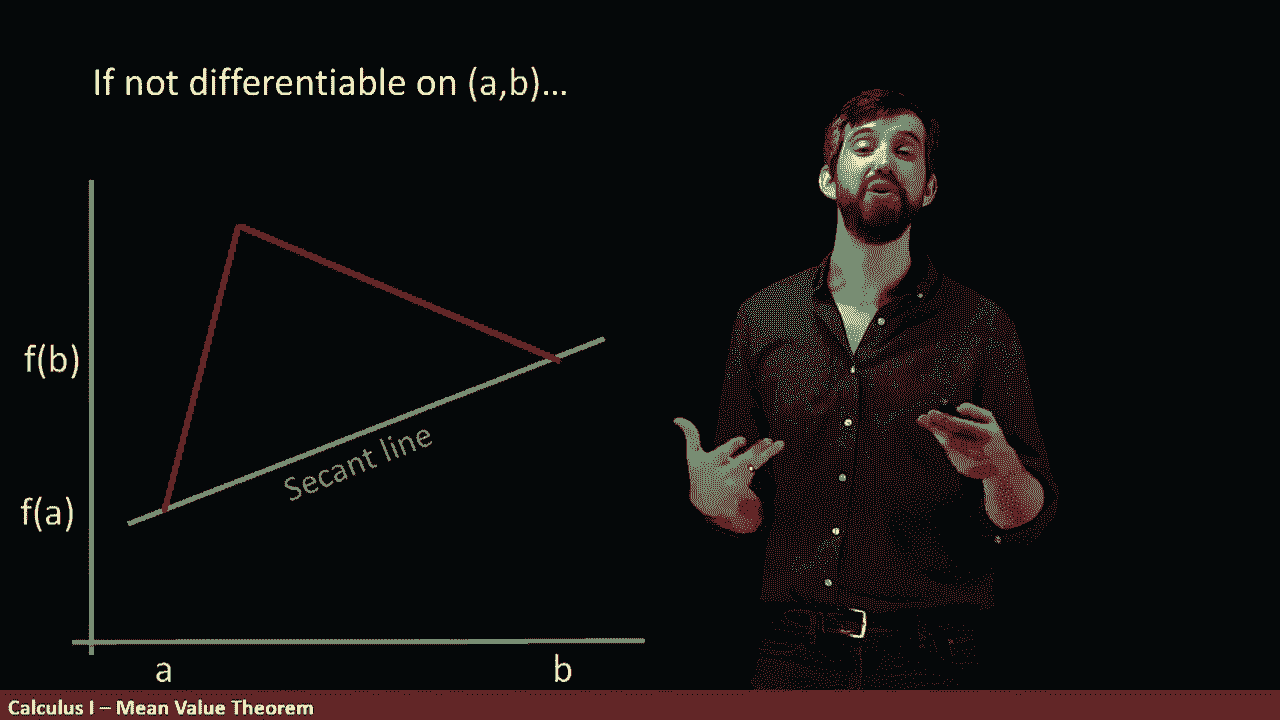 If not differentiable on (a,b)...
f(b)
Secant line
f(a)
a
b
Calculus I – Mean Value Theorem